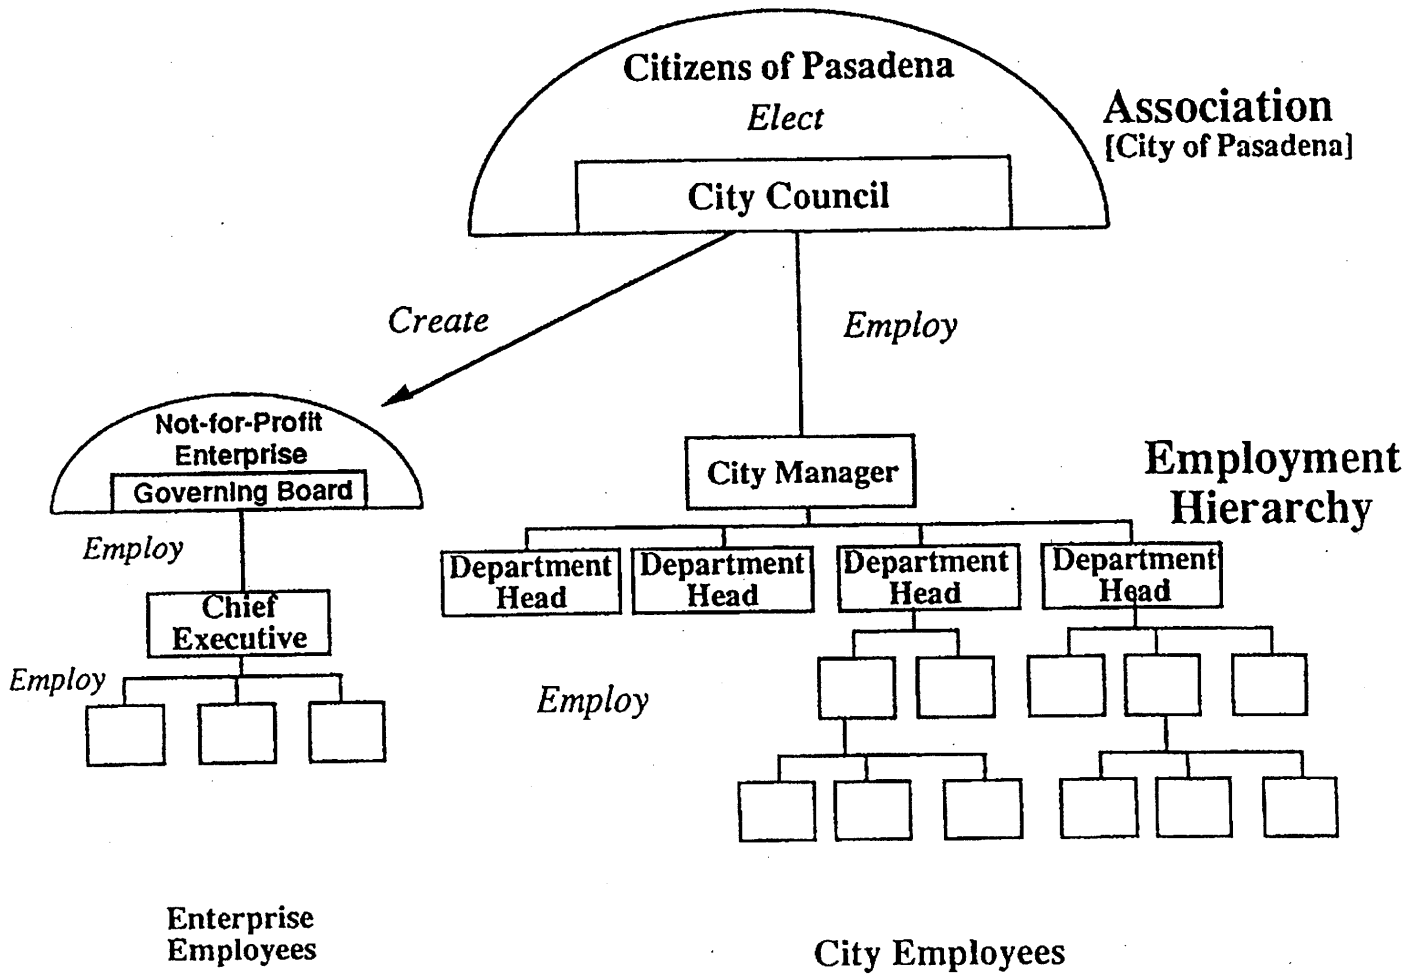 Citizens of Pasadena
Elect
City Council
Association
[City of Pasadena]
Create
Employ
Not-for-Profit
Enterprise
Governing Board
Employ
Chief
Executive
Employ
City Manager
Employment
Hierarchy
Department
Head
Department
Head
Department
Head
Department
Head
Employ
Enterprise
Employees
City Employees